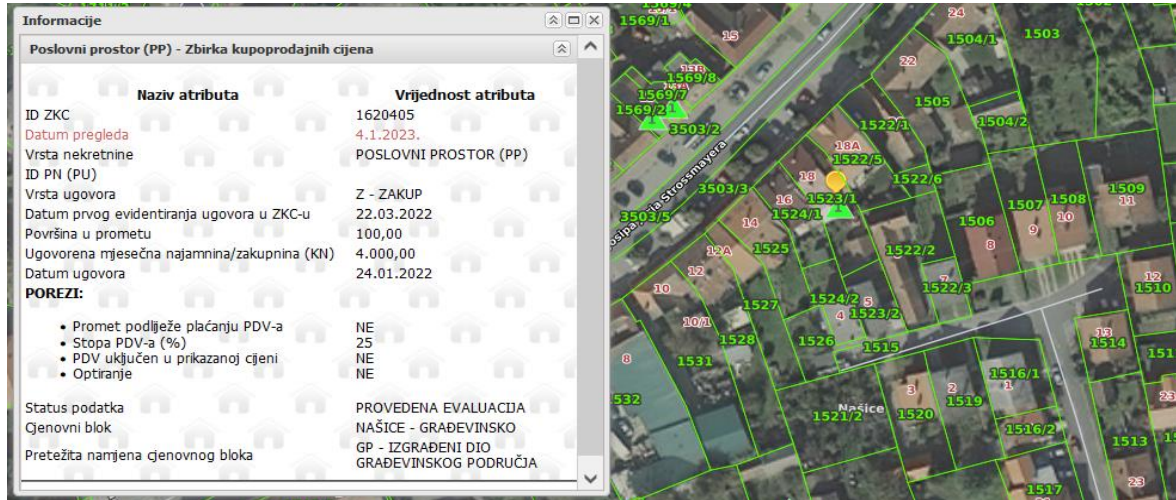 Informacije
Poslovni prostor (PP) - Zbirka kupoprodajnih cijena
Naziv atributa Vrijednost atributa
ID ZKC 1620405
Datum pregleda 4.1.2023.
Vrsta nekretnine POSLOVNI PROSTOR (PP)
ID PN (PU)
Vrsta ugovora Z - ZAKUP
Datum prvog evidentiranja ugovora u ZKC-u 22.03.2022
Površina u prometu 100,00
Ugovorena mjesečna najamnina/zakupnina (KN) 4.000,00
Datum ugovora 24.01.2022
POREZI:
• Promet podliježe plaćanju PDV-a NE
• Stopa PDV-a (%) 25
• PDV uključen u prikazanoj cijeni NE
• Optiranje NE
Status podatka PROVEDENA EVALUACIJA
Cjenovni blok NAŠICE - GRAĐEVINSKO
Pretežita namjena cjenovnog bloka GP - IZGRAĐENI DIO
GRAĐEVINSKOG PODRUČJA
1569/1
15
24
1504/1
1503
1569/8
1569/7
1569/2
3503/2
22
1505
1504/2
1522/1
18A
1522/5
1522/6
18
1523/1
3503/3
16
1524/1
3503/5
14
1525
12A
12
10
10/1
8
1506
8
1507
9
1508
10
1509
11
1522/2
7
1522/3
1527
1524/2
5
1523/2
4
1526
1528
1531
1515
1532
12
1510
13
1514
1516/1
1
2
1519
3
1520
Našice
1521/2
1516/2
1513
1517
23
23